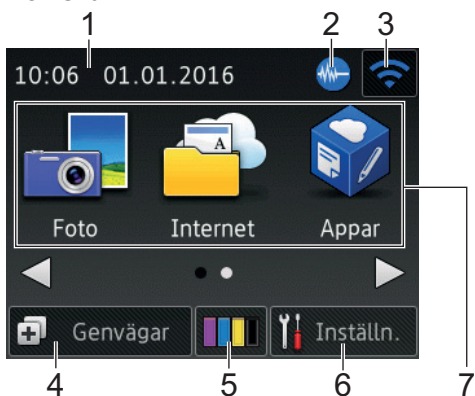 1 2 3
10:06 01.01.2016
A
Foto Internet Appar
Genvägar Inställn.
4 5 6 7